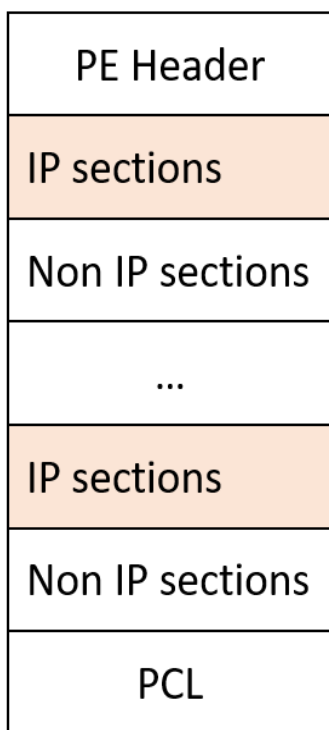 PE Header
IP sections
Non IP sections
...
IP sections
Non IP sections
PCL